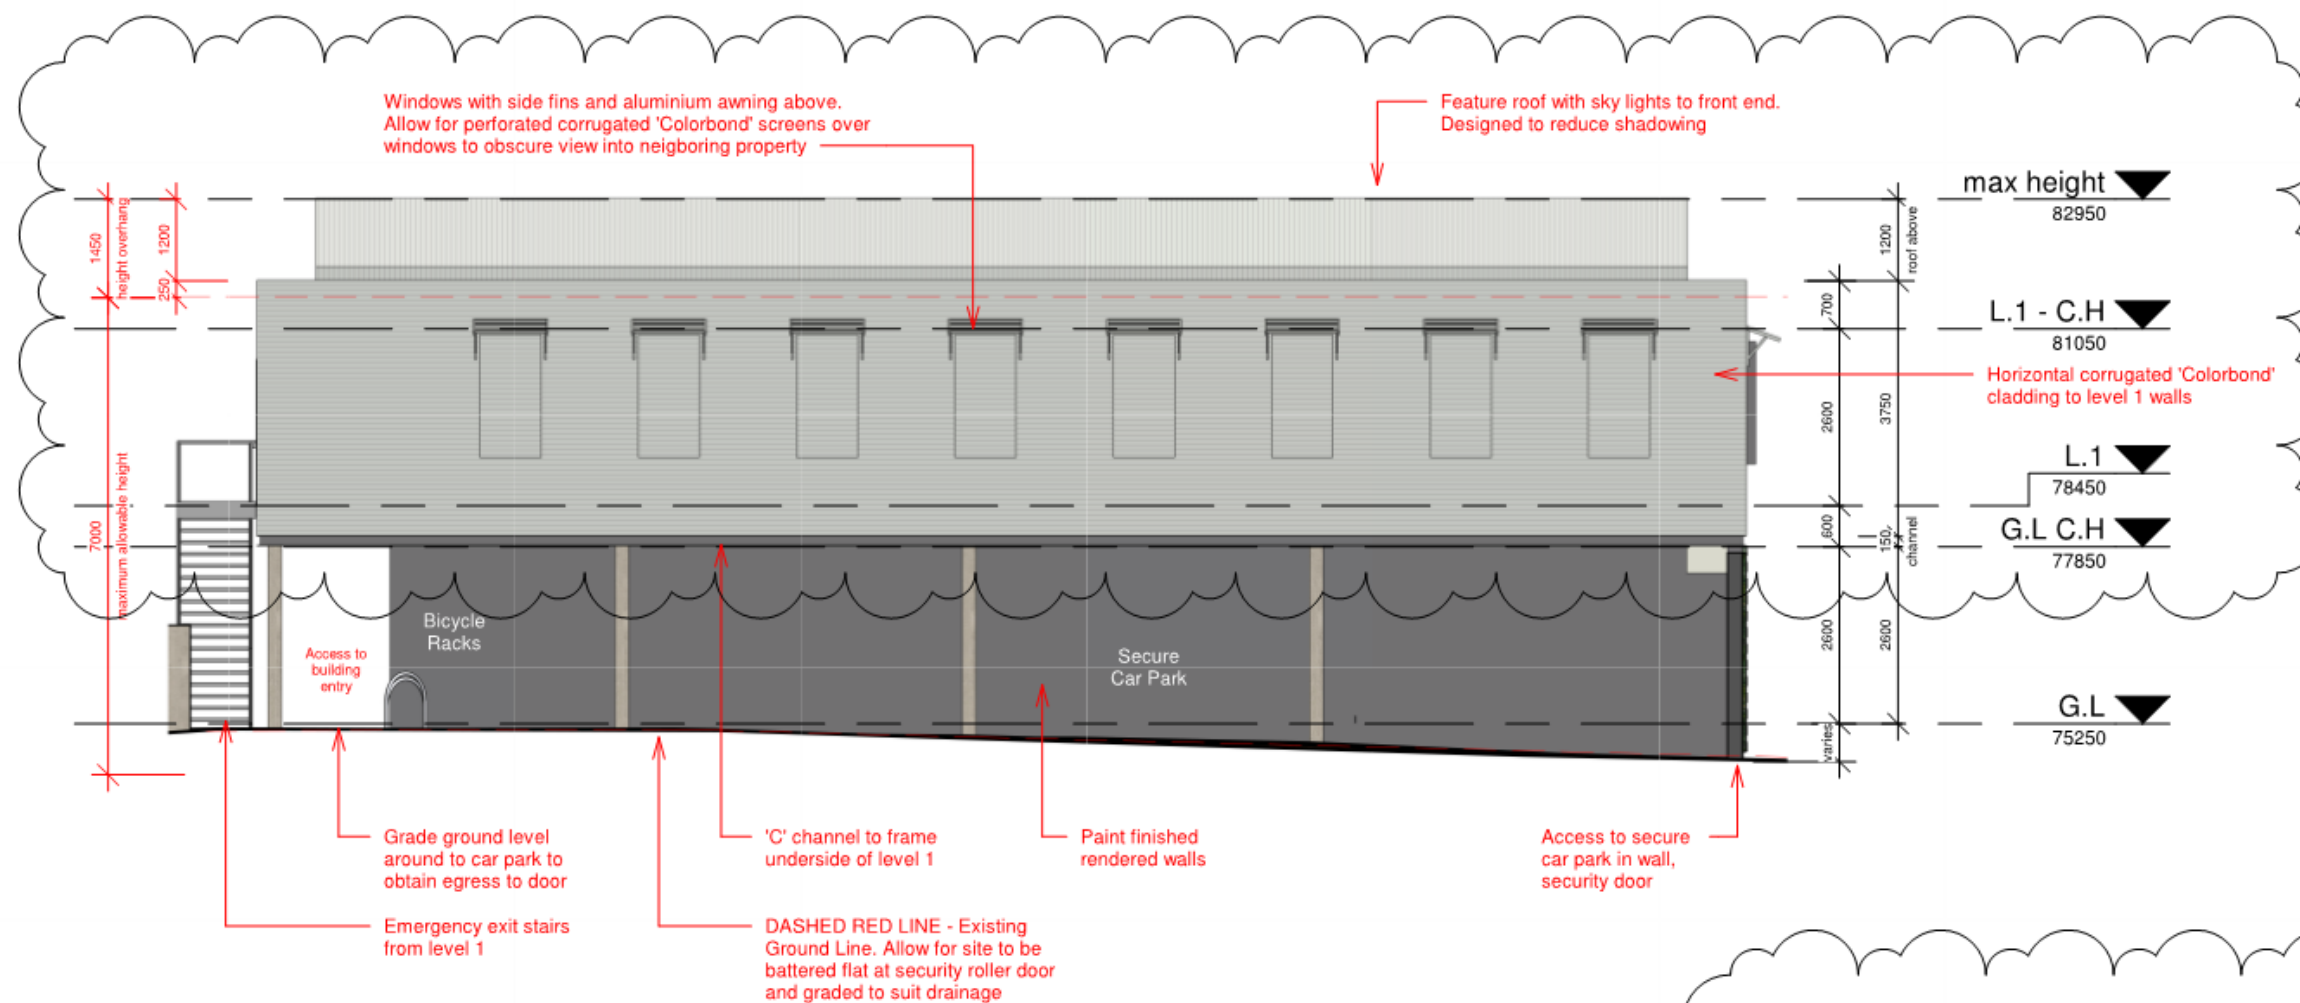 Windows with side fins and aluminium awning above.
Allow for perforated corrugated 'Colorbond' screens over
windows to obscure view into neigboring property
Feature roof with sky lights to front end.
Designed to reduce shadowing
max height
82950
1450
height overhang
1200
250
1200
roof above
700
L.1 - C.H
81050
Horizontal corrugated 'Colorbond'
cladding to level 1 walls
2600
3750
L.1
78450
7000
maximum allowable height
600
150
channel
G.L C.H
77850
Bicycle
Racks
Access to
building
entry
Secure
Car Park
2600
2600
G.L
75250
varies
Grade ground level
around to car park to
obtain egress to door
'C' channel to frame
underside of level 1
Paint finished
rendered walls
Access to secure
car park in wall,
security door
Emergency exit stairs
from level 1
DASHED RED LINE - Existing
Ground Line. Allow for site to be
battered flat at security roller door
and graded to suit drainage